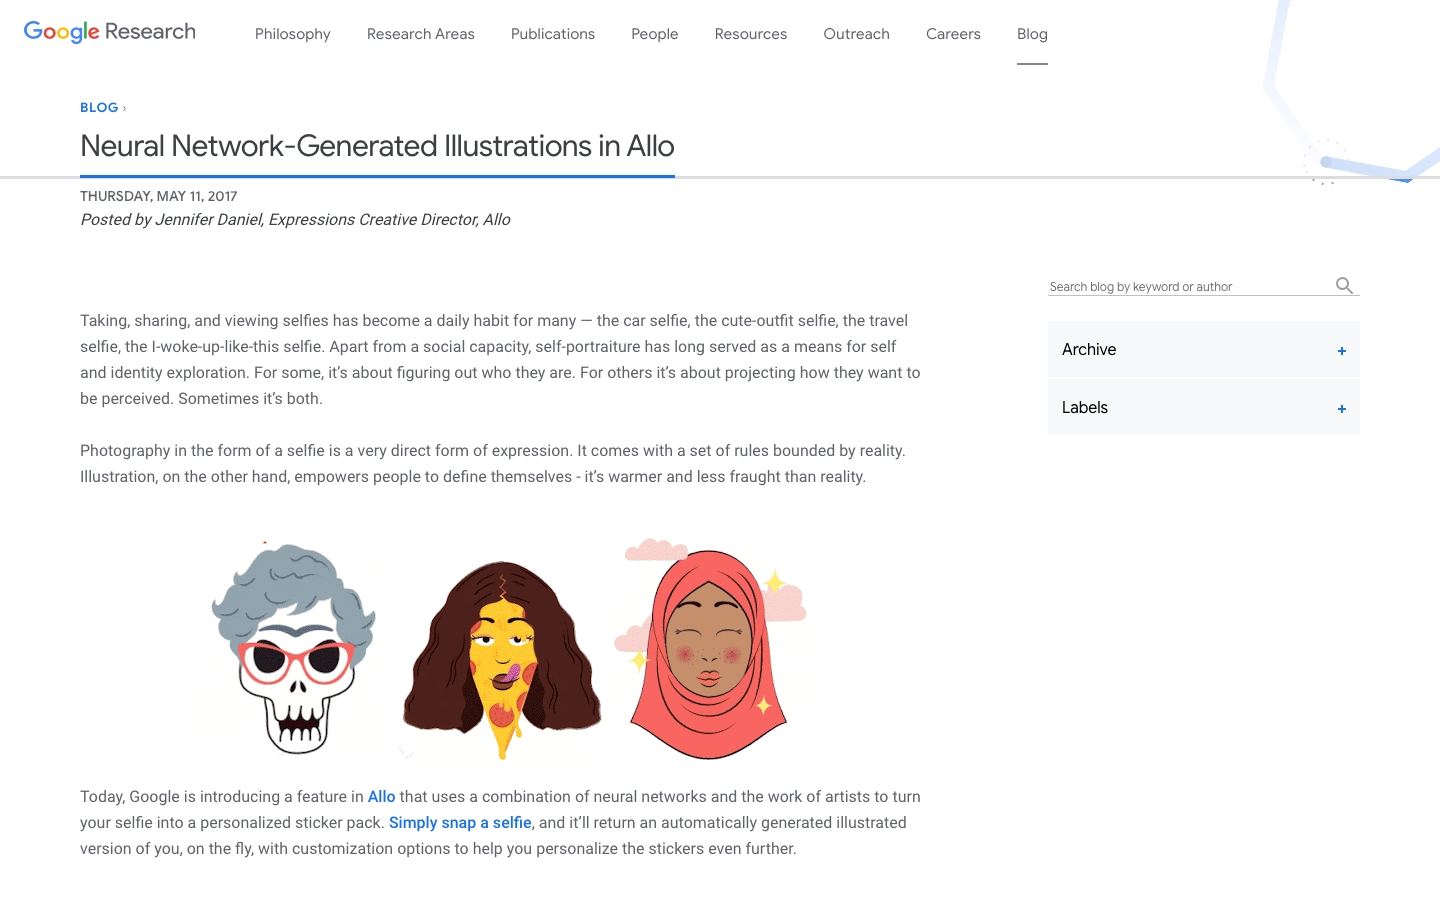 Google Research
Philosophy
Research Areas
Publications
People
Resources
Outreach
Careers
Blog
BLOG ›
Neural Network-Generated Illustrations in Allo
THURSDAY, MAY 11, 2017
Posted by Jennifer Daniel, Expressions Creative Director, Allo
Search blog by keyword or author
Archive +
Labels +
Taking, sharing, and viewing selfies has become a daily habit for many — the car selfie, the cute-outfit selfie, the travel
selfie, the I-woke-up-like-this selfie. Apart from a social capacity, self-portraiture has long served as a means for self
and identity exploration. For some, it’s about figuring out who they are. For others it’s about projecting how they want to
be perceived. Sometimes it’s both.
Photography in the form of a selfie is a very direct form of expression. It comes with a set of rules bounded by reality.
Illustration, on the other hand, empowers people to define themselves - it’s warmer and less fraught than reality.
Today, Google is introducing a feature in Allo that uses a combination of neural networks and the work of artists to turn
your selfie into a personalized sticker pack. Simply snap a selfie, and it’ll return an automatically generated illustrated
version of you, on the fly, with customization options to help you personalize the stickers even further.